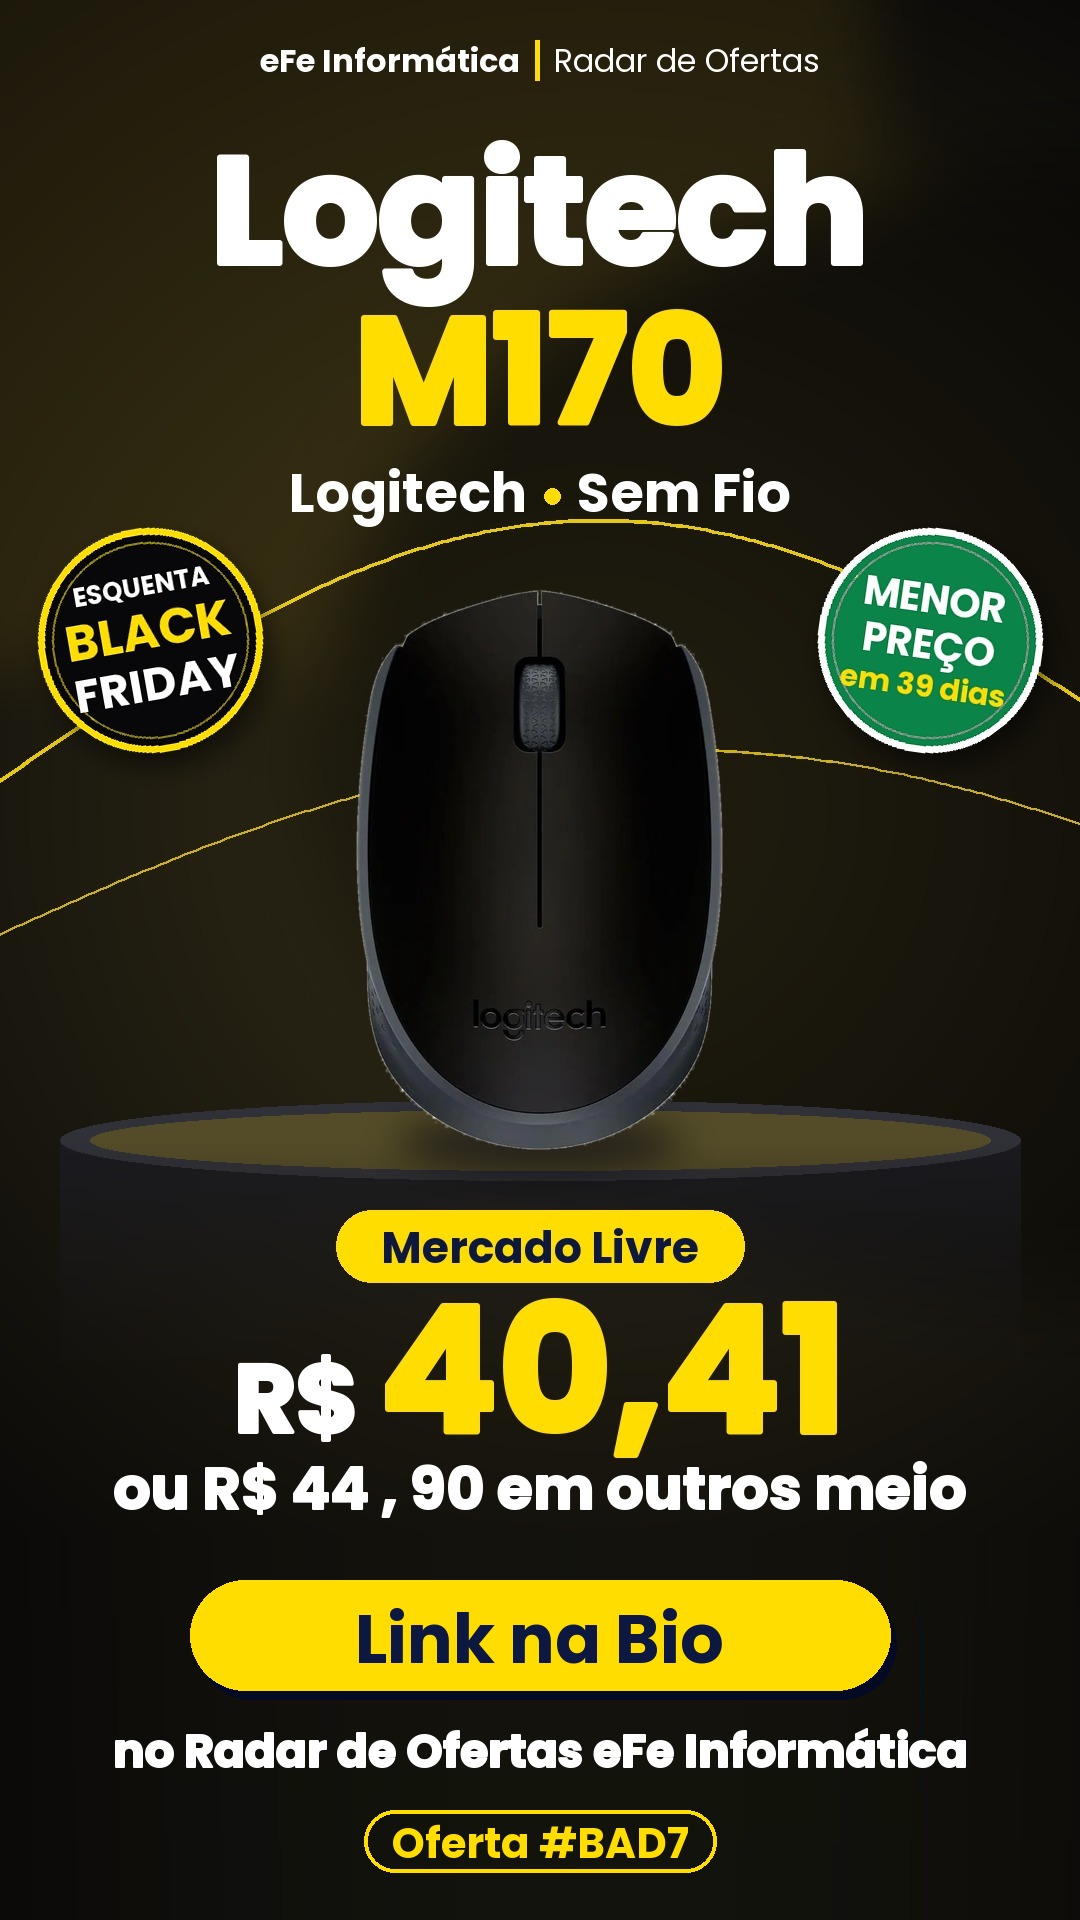 eFe Informática | Radar de Ofertas
Logitech
M170
Logitech • Sem Fio
ESQUENTA
BLACK
FRIDAY
MENOR
PREÇO
em 39 dias
logitech
Mercado Livre
R$ 40,41
ou R$ 44 , 90 em outros meio
Link na Bio
no Radar de Ofertas eFe Informática
Oferta #BAD7